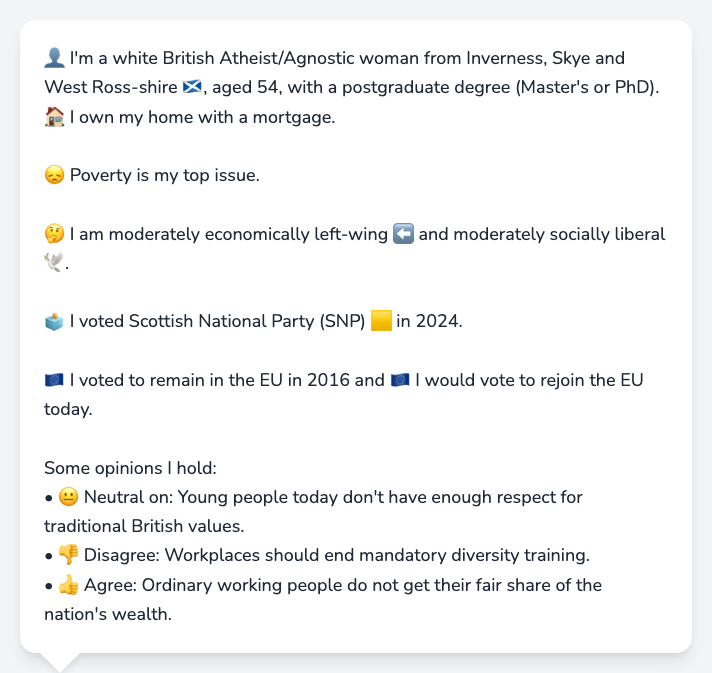 👤 I'm a white British Atheist/Agnostic woman from Inverness, Skye and
West Ross-shire 🏴󠁧󠁢󠁳󠁣󠁴󠁿, aged 54, with a postgraduate degree (Master's or PhD).
🏠 I own my home with a mortgage.
😞 Poverty is my top issue.
🤔 I am moderately economically left-wing ⬅️ and moderately socially liberal
🕊️.
🗳️ I voted Scottish National Party (SNP) 🟨 in 2024.
🇪🇺 I voted to remain in the EU in 2016 and 🇪🇺 I would vote to rejoin the EU
today.
Some opinions I hold:
• 😐 Neutral on: Young people today don't have enough respect for
traditional British values.
• 👎 Disagree: Workplaces should end mandatory diversity training.
• 👍 Agree: Ordinary working people do not get their fair share of the
nation's wealth.